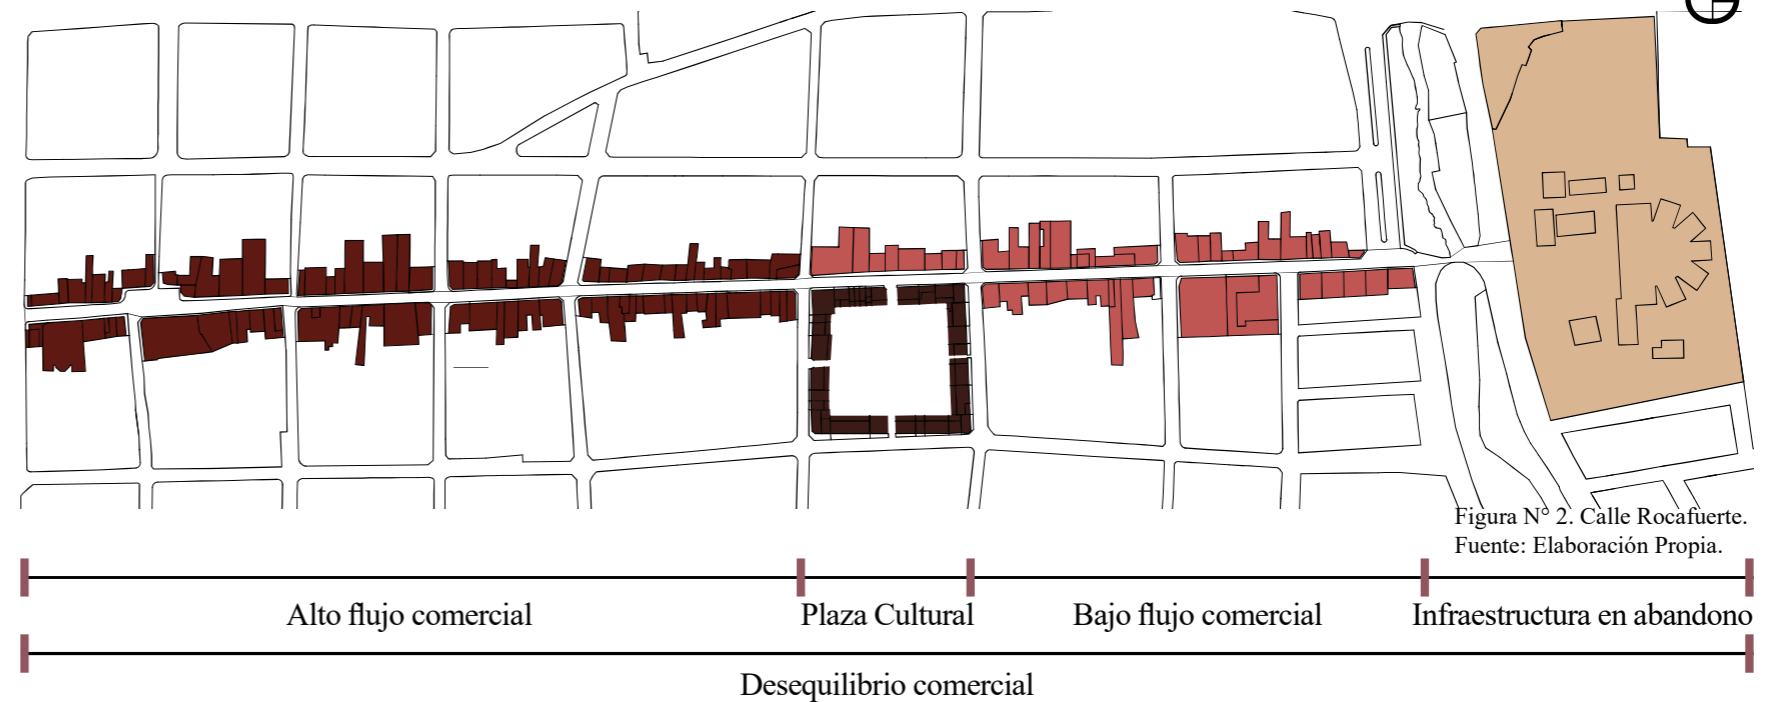 Figura N° 2. Calle Rocafuerte.
Fuente: Elaboración Propia.
Alto flujo comercial
Plaza Cultural
Bajo flujo comercial
Infraestructura en abandono
Desequilibrio comercial